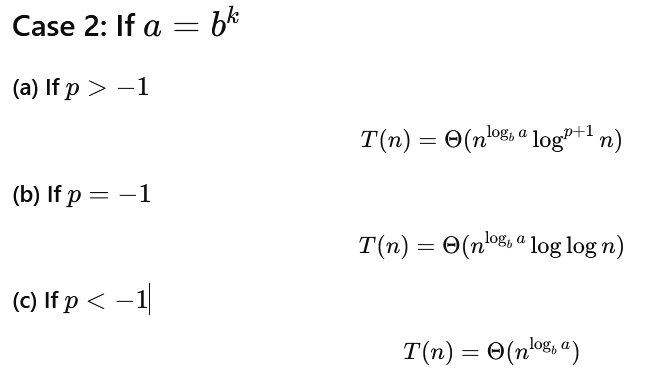 Case 2: If a = b^k
(a) If p > −1
T(n) = Θ(n^{log_b a} log^{p+1} n)
(b) If p = −1
T(n) = Θ(n^{log_b a} log log n)
(c) If p < −1
T(n) = Θ(n^{log_b a})